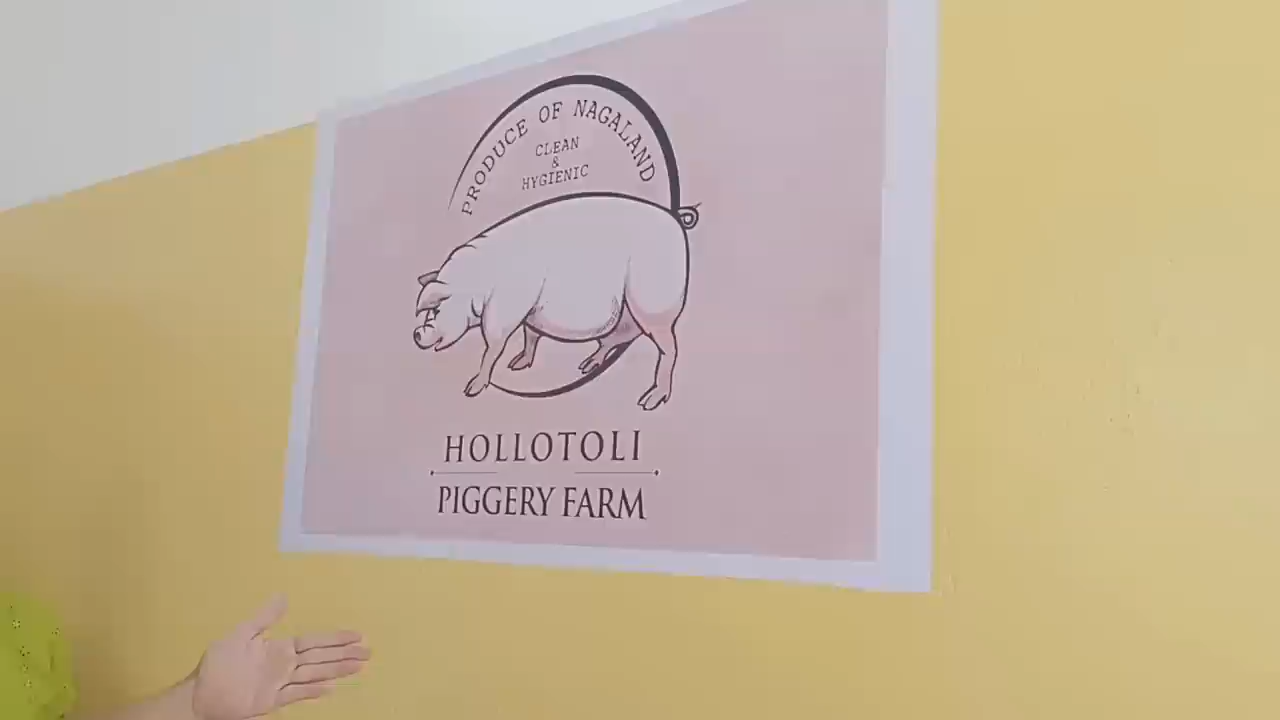 PRODUCE OF NAGALAND
CLEAN
&
HYGIENIC
HOLLOTOLI
PIGGERY FARM